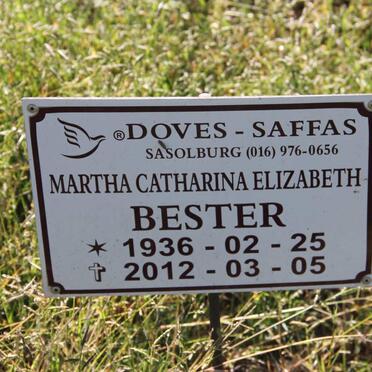 ® DOVES - SAFFAS
SASOLBURG (016) 976-0656
MARTHA CATHARINA ELIZABETH
BESTER
1936 - 02 - 25
2012 - 03 - 05